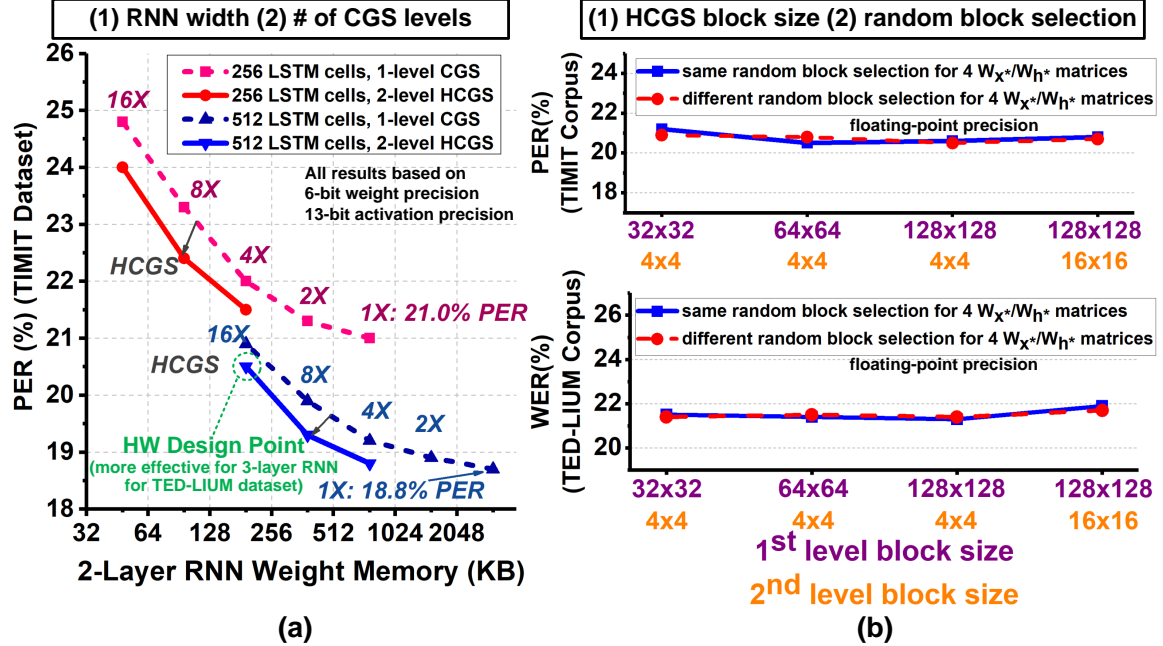 (1) RNN width (2) # of CGS levels
26
25
24
23
22
21
20
19
18
PER (%) (TIMIT Dataset)
256 LSTM cells, 1-level CGS
256 LSTM cells, 2-level HCGS
512 LSTM cells, 1-level CGS
512 LSTM cells, 2-level HCGS
All results based on
6-bit weight precision
13-bit activation precision
16X
8X
HCGS
4X
2X
1X: 21.0% PER
16X
HCGS
8X
4X
2X
HW Design Point
(more effective for 3-layer RNN
for TED-LIUM dataset)
1X: 18.8% PER
32 64 128 256 512 1024 2048
2-Layer RNN Weight Memory (KB)
(a)
(1) HCGS block size (2) random block selection
24
22
20
18
PER(%)
(TIMIT Corpus)
same random block selection for 4 Wx*/Wh* matrices
different random block selection for 4 Wx*/Wh* matrices
floating-point precision
32x32 64x64 128x128 128x128
4x4 4x4 4x4 16x16
26
24
22
20
WER(%)
(TED-LIUM Corpus)
same random block selection for 4 Wx*/Wh* matrices
different random block selection for 4 Wx*/Wh* matrices
floating-point precision
32x32 64x64 128x128 128x128
4x4 4x4 4x4 16x16
1st level block size
2nd level block size
(b)